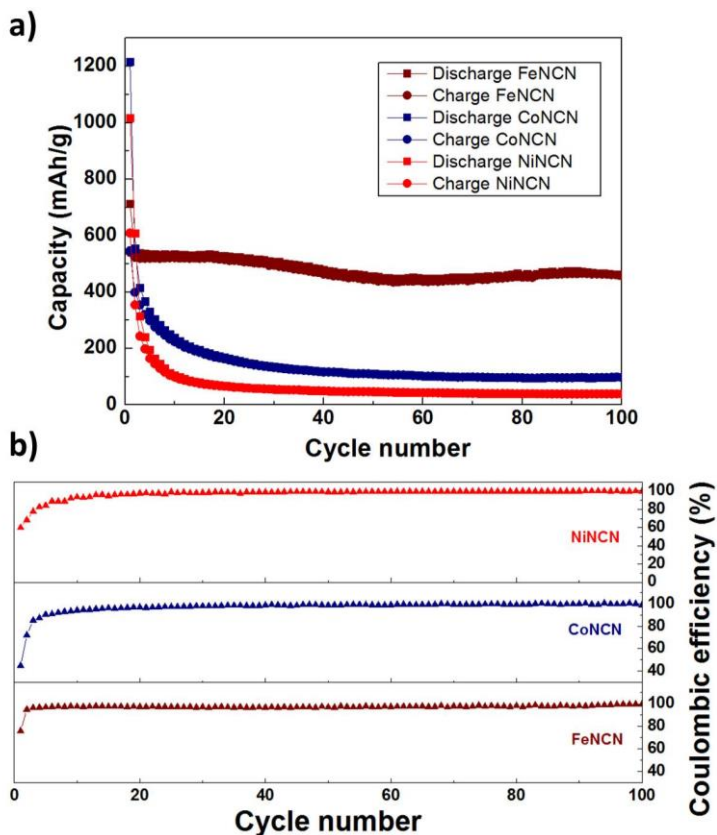 a)
1200
1000
800
600
400
200
0
Capacity (mAh/g)
Discharge FeNCN
Charge FeNCN
Discharge CoNCN
Charge CoNCN
Discharge NiNCN
Charge NiNCN
0 20 40 60 80 100
Cycle number
b)
100
80
60
40
20
0
NiNCN
100
80
60
40
CoNCN
100
80
60
40
FeNCN
Coulombic efficiency (%)
0 20 40 60 80 100
Cycle number